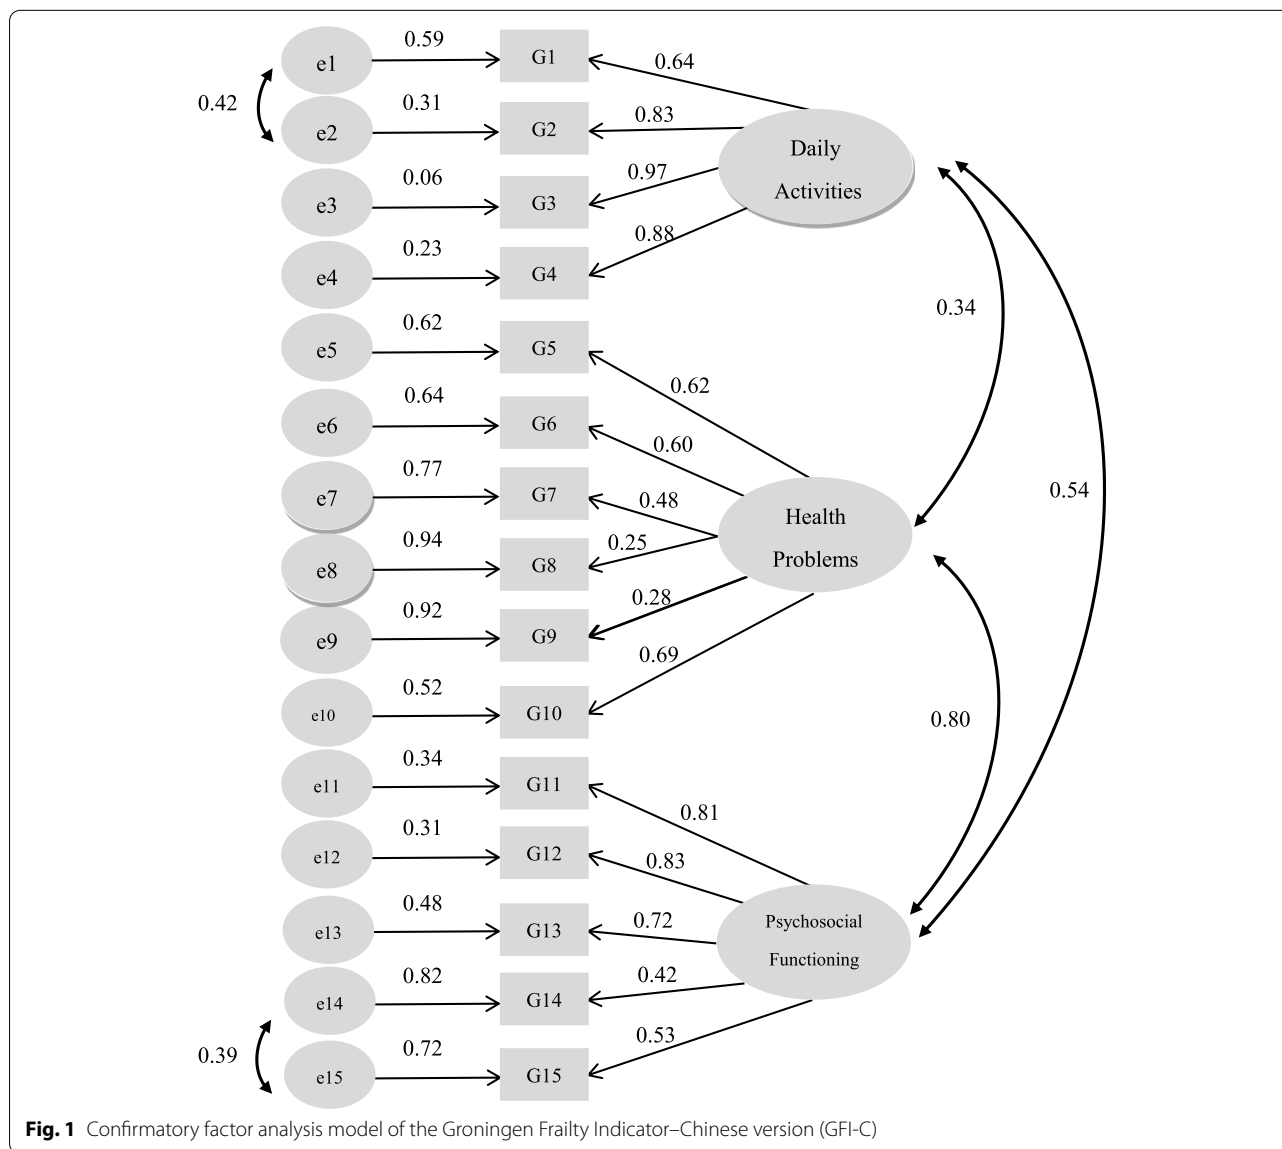 0.59
e1
G1
0.64
0.42
0.31
e2
G2
0.83
Daily
Activities
0.06
e3
G3
0.97
0.23
e4
G4
0.88
0.34
0.62
e5
G5
0.62
0.64
e6
G6
0.60
0.77
e7
G7
0.48
0.54
Health
Problems
0.94
e8
G8
0.25
0.92
e9
G9
0.28
0.52
e10
G10
0.69
0.80
0.34
e11
G11
0.81
0.31
e12
G12
0.83
0.48
e13
G13
0.72
Psychosocial
Functioning
0.82
e14
G14
0.42
0.39
0.72
e15
G15
0.53
Fig. 1 Confirmatory factor analysis model of the Groningen Frailty Indicator–Chinese version (GFI-C)